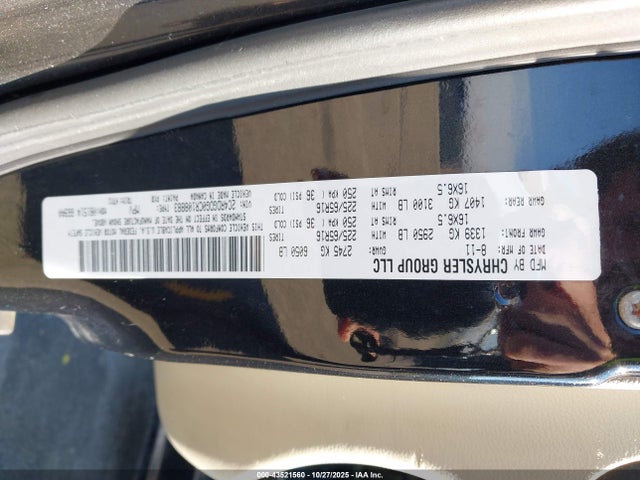 MFD BY CHRYSLER GROUP LLC
DATE OF MFR: 8-11 GVWR: 2745 KG 6050 LB
GAWR FRONT: 1339 KG 2950 LB 225/65R16 TIRES
16X6.5 RIMS AT 250 KPA ( 36 PSI) COLD
GAWR REAR: 1407 KG 3100 LB 225/65R16 TIRES
16X6.5 RIMS AT 250 KPA ( 36 PSI) COLD
THIS VEHICLE CONFORMS TO ALL APPLICABLE U.S.A. FEDERAL MOTOR VEHICLE SAFETY
STANDARDS IN EFFECT ON THE DATE OF MANUFACTURE SHOWN ABOVE.
VIN:
VEHICLE MADE IN CANADA
000-43521560 - 10/27/2025 - IAAI.COM